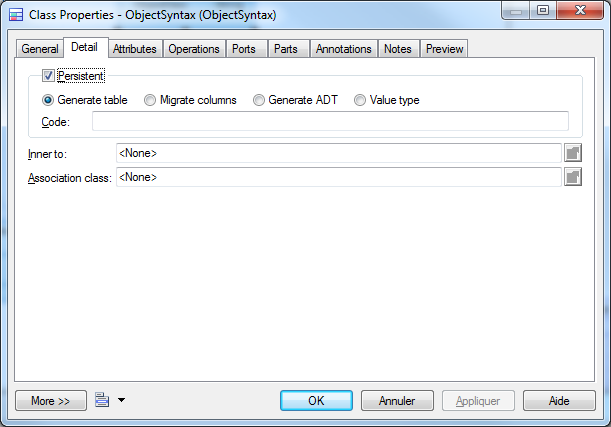 Class Properties - ObjectSyntax (ObjectSyntax)
General Detail Attributes Operations Ports Parts Annotations Notes Preview
Persistent
Generate table Migrate columns Generate ADT Value type
Code:
Inner to: <None>
Association class: <None>
More >> OK Annuler Appliquer Aide